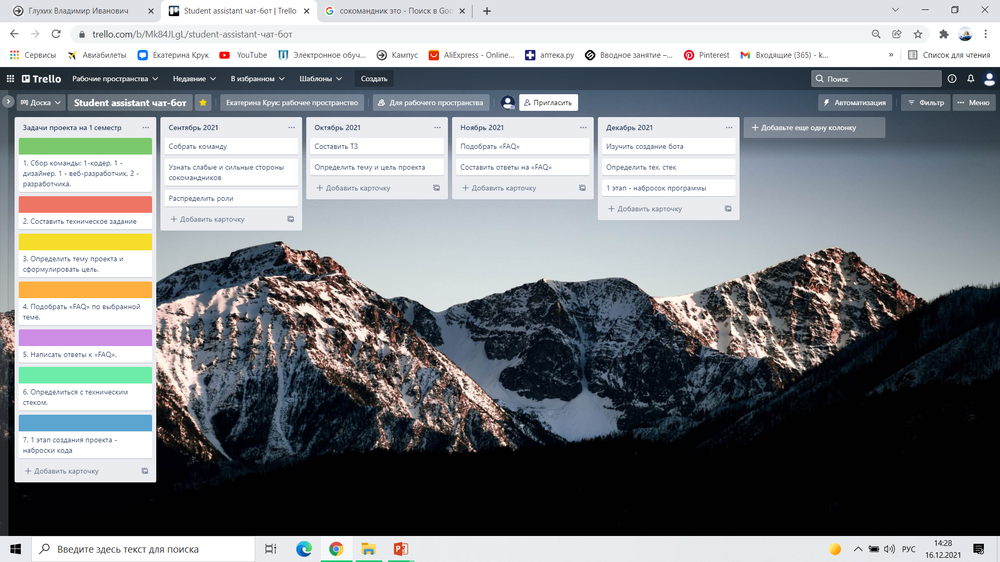 Глухих Владимир Иванович
Student assistant чат-бот | Trello
сокомандник это - Поиск в Goo
trello.com/b/Mk84JLgL/student-assistant-чат-бот
Сервисы
Авиабилеты
Екатерина Крук
YouTube
Электронное обуч...
Кампус
AliExpress - Online...
аптека.ру
Вводное занятие –...
Pinterest
Входящие (365) - k...
»
Список для чтения
Trello
Рабочие пространства
Недавние
В избранном
Шаблоны
Создать
Поиск
Доска
Student assistant чат-бот
Екатерина Крук: рабочее пространство
Для рабочего пространства
Пригласить
Автоматизация
Фильтр
Меню
Задачи проекта на 1 семестр
1. Сбор команды: 1-кодер, 1 -
дизайнер, 1 - веб-разработчик, 2 -
разработчика.
2. Составить техническое задание
3. Определить тему проекта и
сформулировать цель.
4. Подобрать «FAQ» по выбранной
теме.
5. Написать ответы к «FAQ».
6. Определиться с техническим
стеком.
7. 1 этап создания проекта -
наброски кода
Добавить карточку
Сентябрь 2021
Собрать команду
Узнать слабые и сильные стороны
сокомандников
Распределить роли
Добавить карточку
Октябрь 2021
Составить ТЗ
Определить тему и цель проекта
Добавить карточку
Ноябрь 2021
Подобрать «FAQ»
Составить ответы на «FAQ»
Добавить карточку
Декабрь 2021
Изучить создание бота
Определить тех. стек
1 этап - набросок программы
Добавить карточку
Добавьте еще одну колонку
Введите здесь текст для поиска
РУС
14:28
16.12.2021